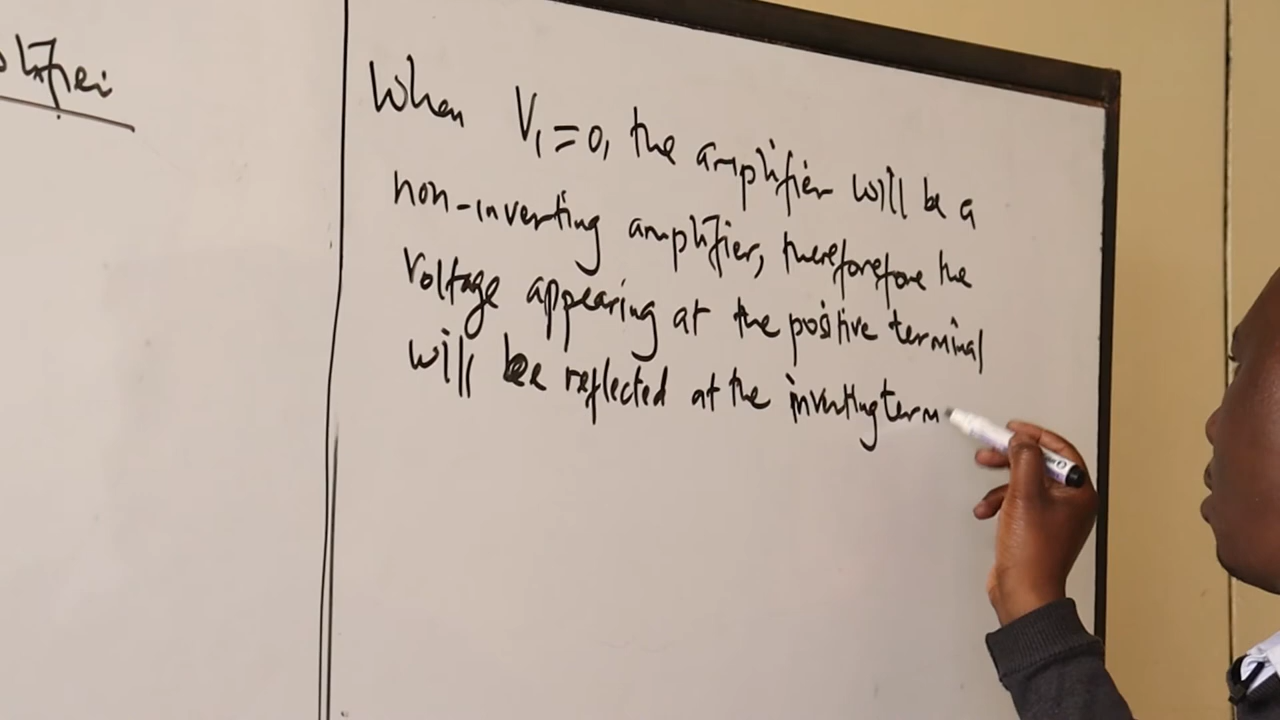 When V₁=0, the amplifier will be a
non-inverting amplifier, thereforefore the
voltage appearing at the positive terminal
will be reflected at the inverting term